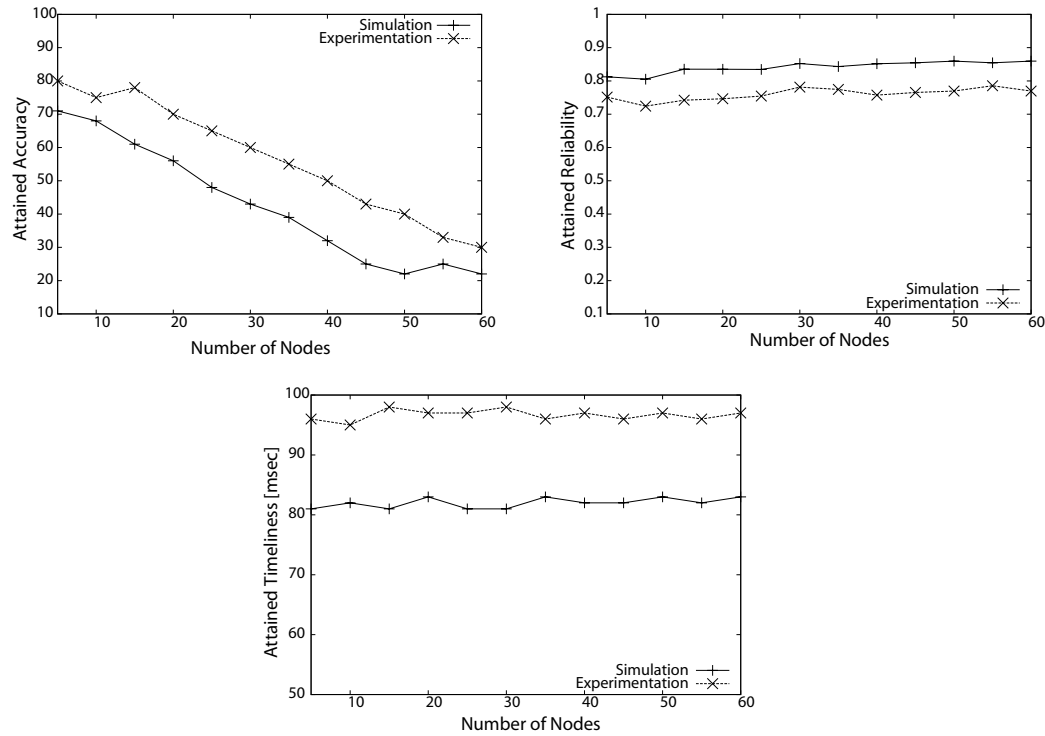 100
90
80
70
60
50
40
30
20
10
Attained Accuracy
Simulation
Experimentation
10 20 30 40 50 60
Number of Nodes
1
0.9
0.8
0.7
0.6
0.5
0.4
0.3
0.2
0.1
Attained Reliability
Simulation
Experimentation
10 20 30 40 50 60
Number of Nodes
100
90
80
70
60
50
Attained Timeliness [msec]
Simulation
Experimentation
10 20 30 40 50 60
Number of Nodes